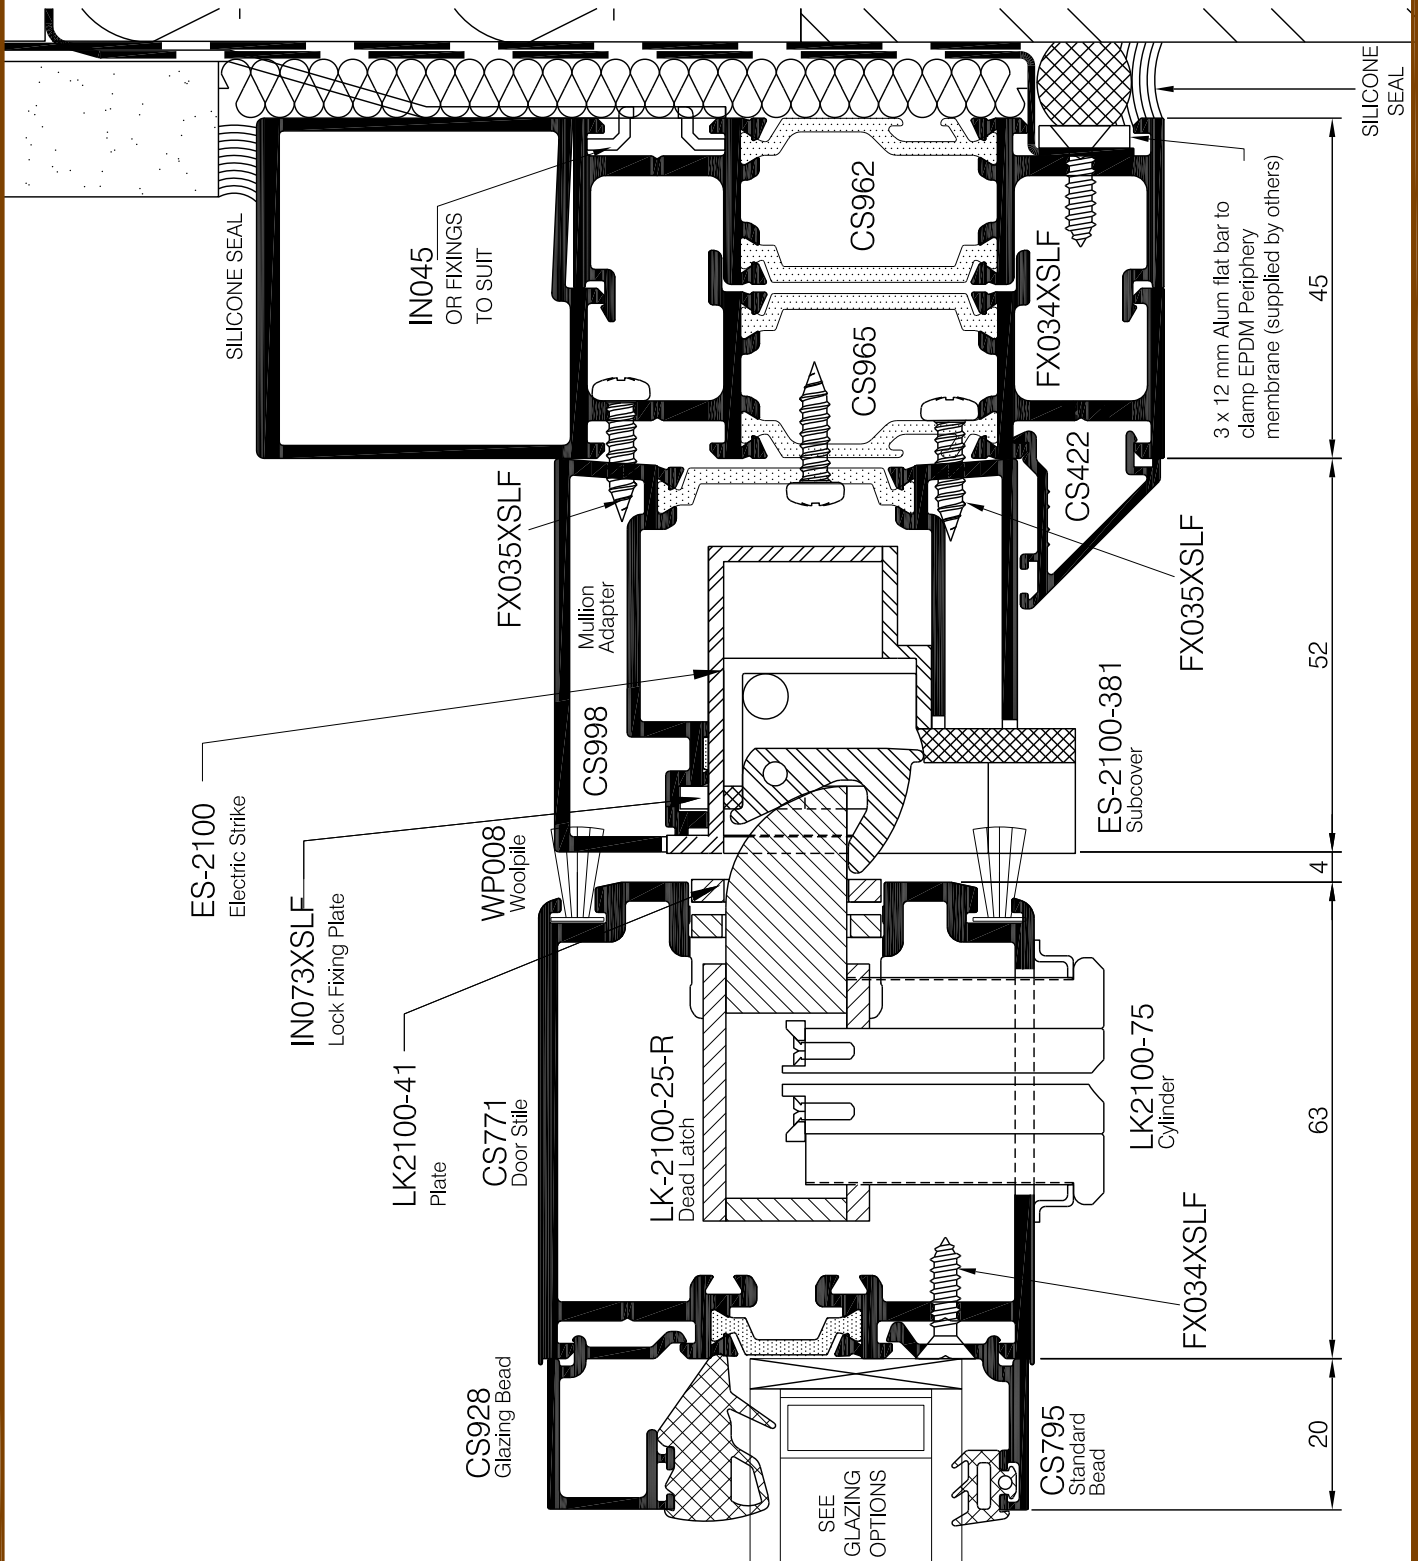 SILICONE SEAL
IN045
OR FIXINGS
TO SUIT
CS962
CS965
FX034XSLF
SILICONE
SEAL
3 x 12 mm Alum flat bar to
clamp EPDM Periphery
membrane (supplied by others)
45
FX035XSLF
CS422
FX035XSLF
Mullion
Adapter
CS998
52
ES-2100
Electric Strike
IN073XSLF
Lock Fixing Plate
WP008
Woolpile
ES-2100-381
Subcover
4
LK2100-41
Plate
CS771
Door Stile
LK-2100-25-R
Dead Latch
LK2100-75
Cylinder
63
FX034XSLF
CS928
Glazing Bead
SEE
GLAZING
OPTIONS
CS795
Standard
Bead
20